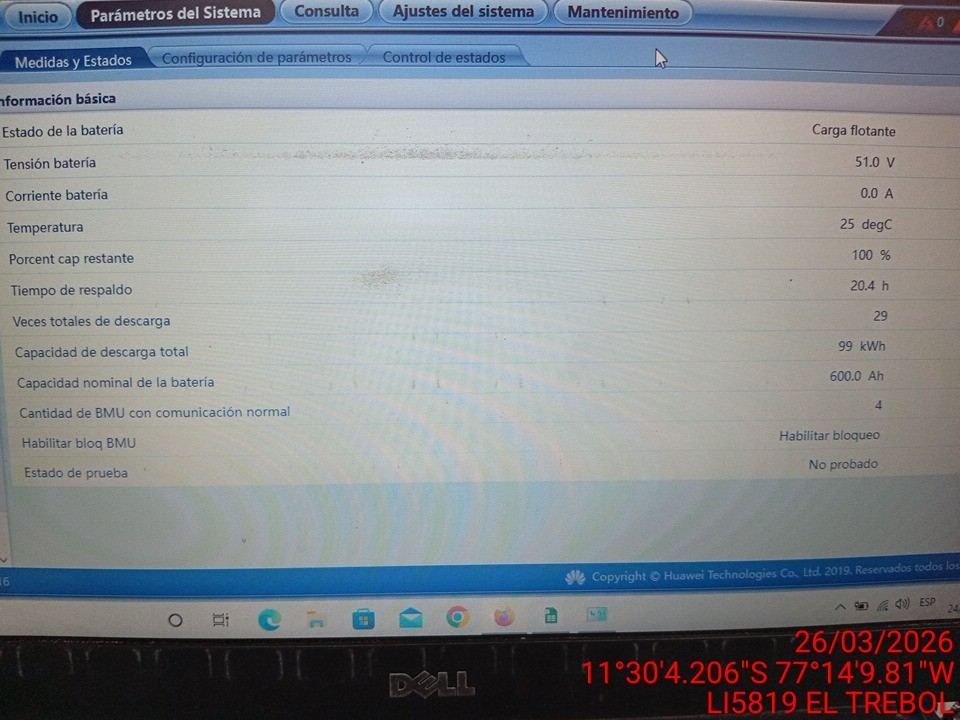 Inicio Parámetros del Sistema Consulta Ajustes del sistema Mantenimiento 0
Medidas y Estados Configuración de parámetros Control de estados
nformación básica
Estado de la batería Carga flotante
Tensión batería 51.0 V
Corriente batería 0.0 A
Temperatura 25 degC
Porcent cap restante 100 %
Tiempo de respaldo 20.4 h
Veces totales de descarga 29
Capacidad de descarga total 99 kWh
Capacidad nominal de la batería 600.0 Ah
Cantidad de BMU con comunicación normal 4
Habilitar bloq BMU Habilitar bloqueo
Estado de prueba No probado
16 Copyright © Huawei Technologies Co., Ltd. 2019. Reservados todos los
ESP
26/03/2026
DELL
11°30'4.206"S 77°14'9.81"W
LI5819 EL TREBOL